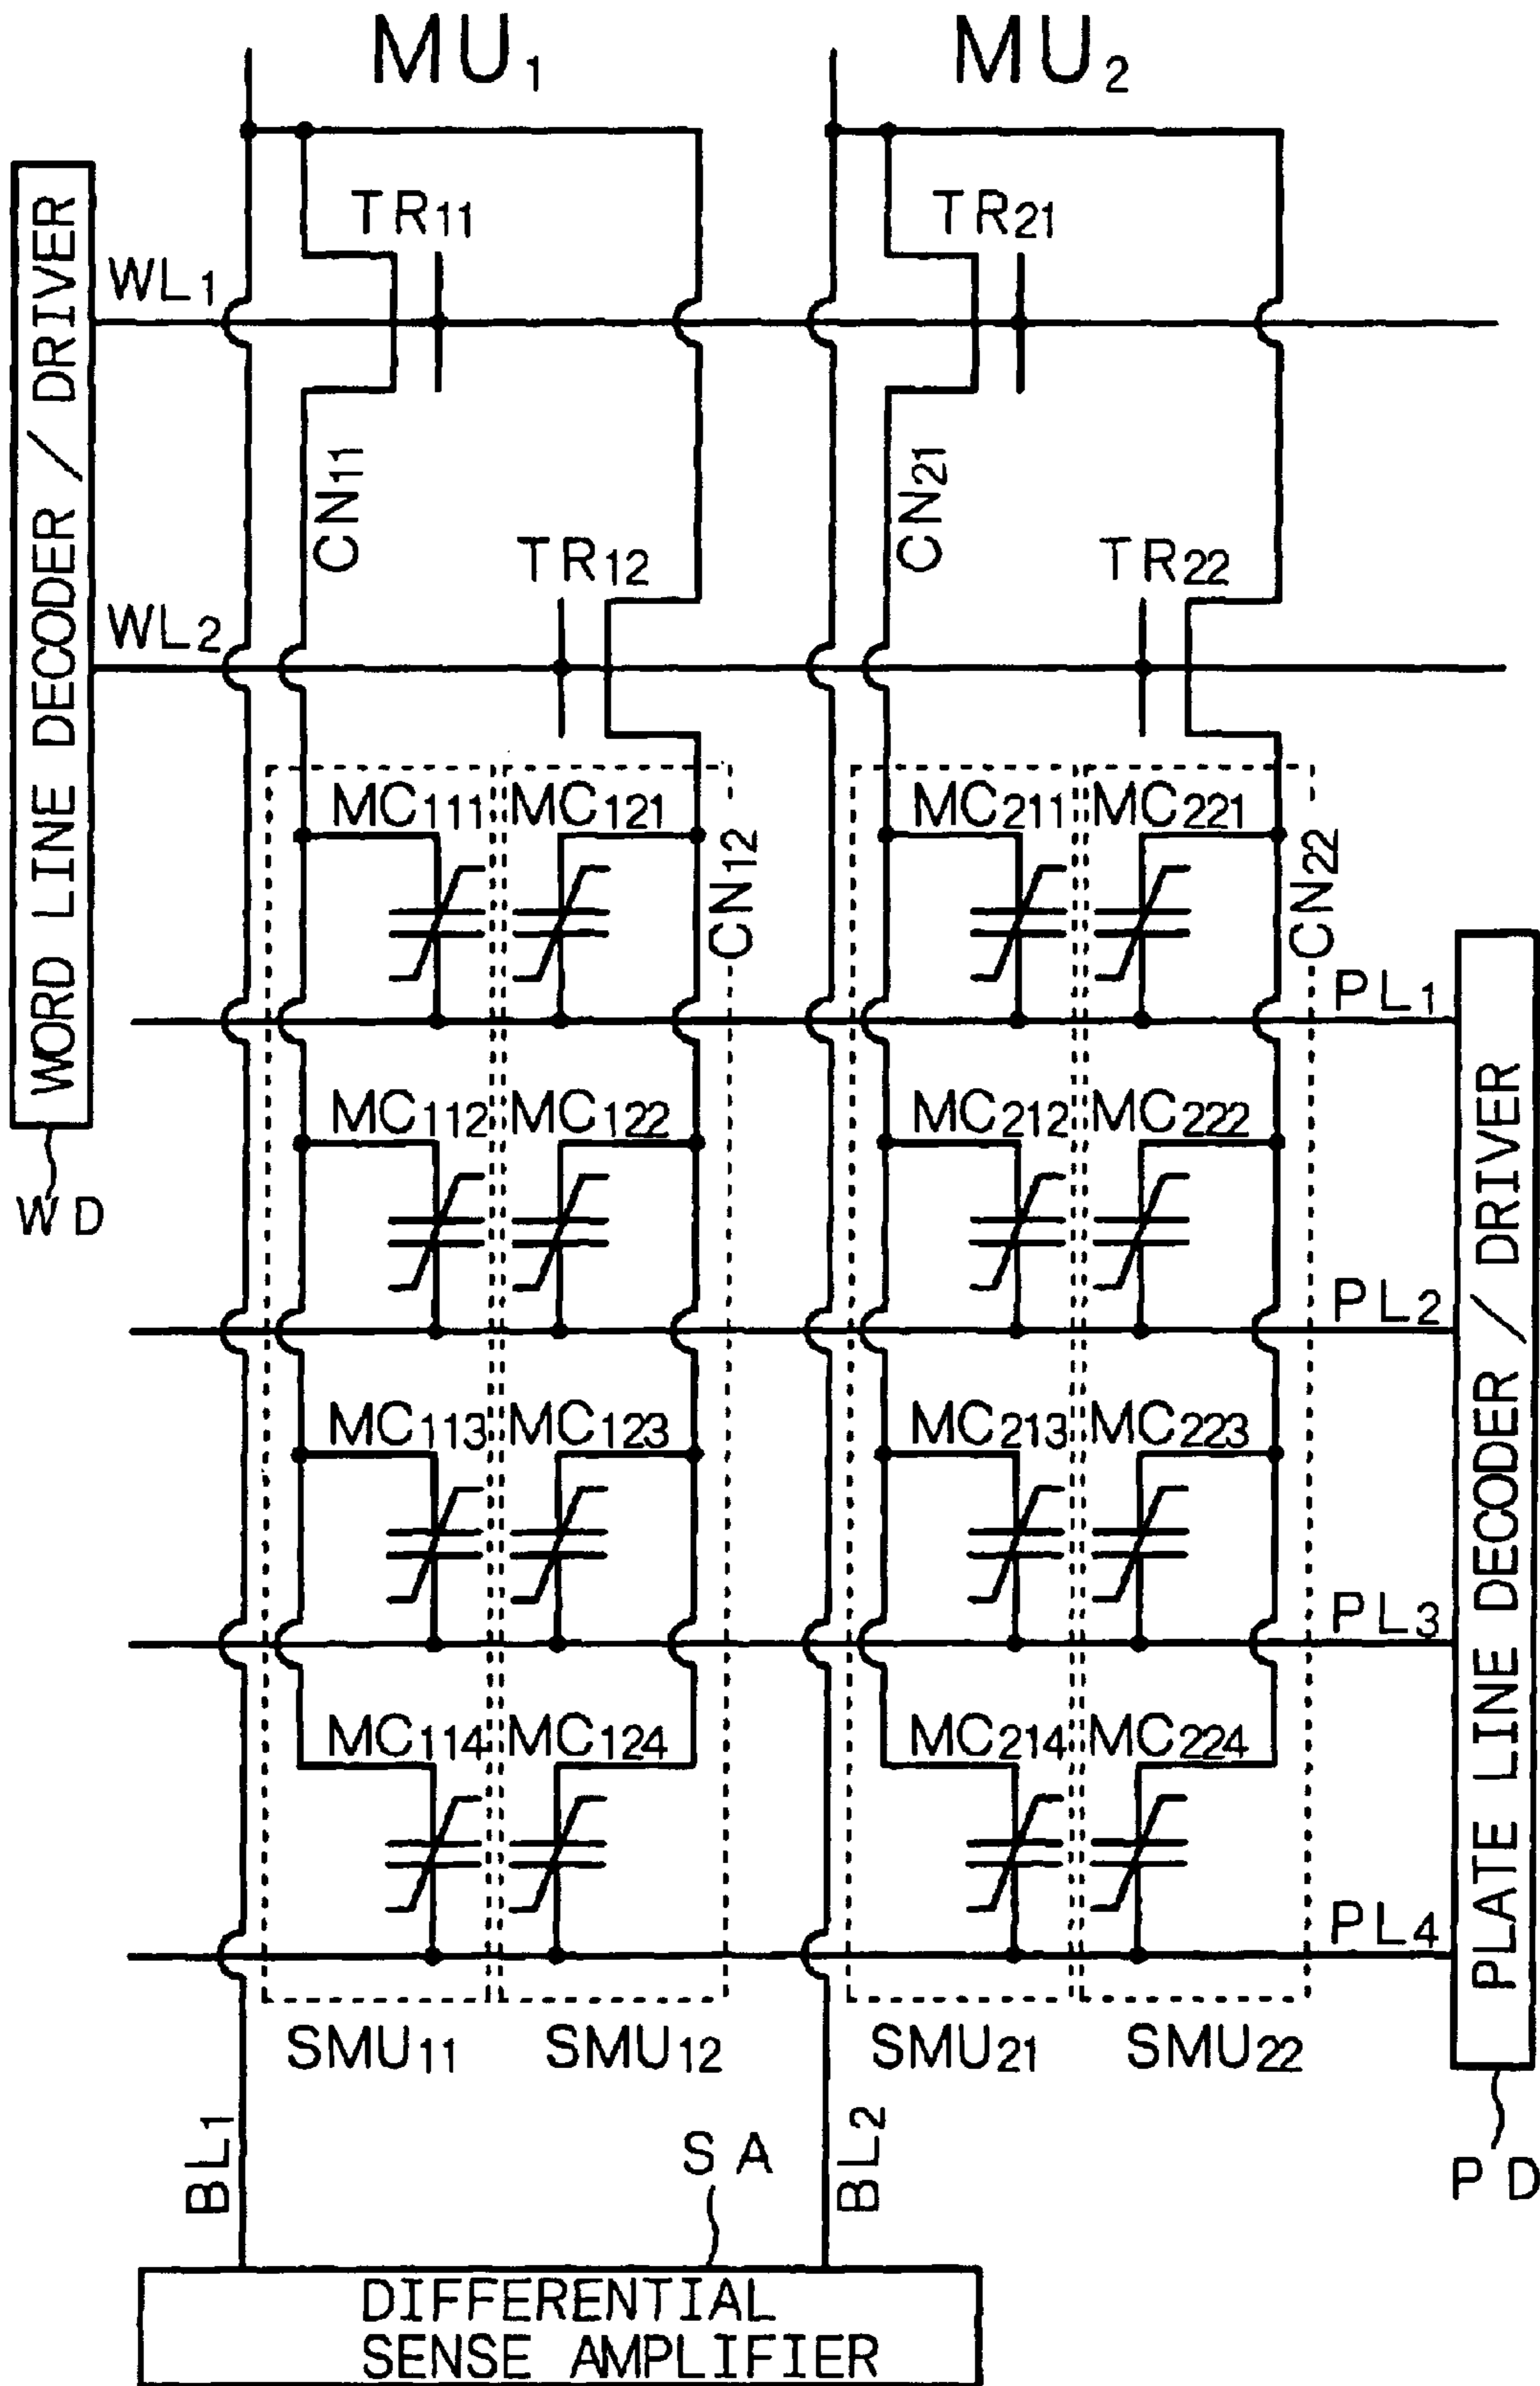 MU1 MU2
TR11 TR21
WL1
WORD LINE DECODER / DRIVER
CN11 CN21
TR12 TR22
WL2
MC111 MC121 MC211 MC221
CN12 CN22
PL1
MC112 MC122 MC212 MC222
WD
PL2
PLATE LINE DECODER / DRIVER
MC113 MC123 MC213 MC223
PL3
MC114 MC124 MC214 MC224
PL4
SMU11 SMU12 SMU21 SMU22
BL1 SA BL2 PD
DIFFERENTIAL
SENSE AMPLIFIER